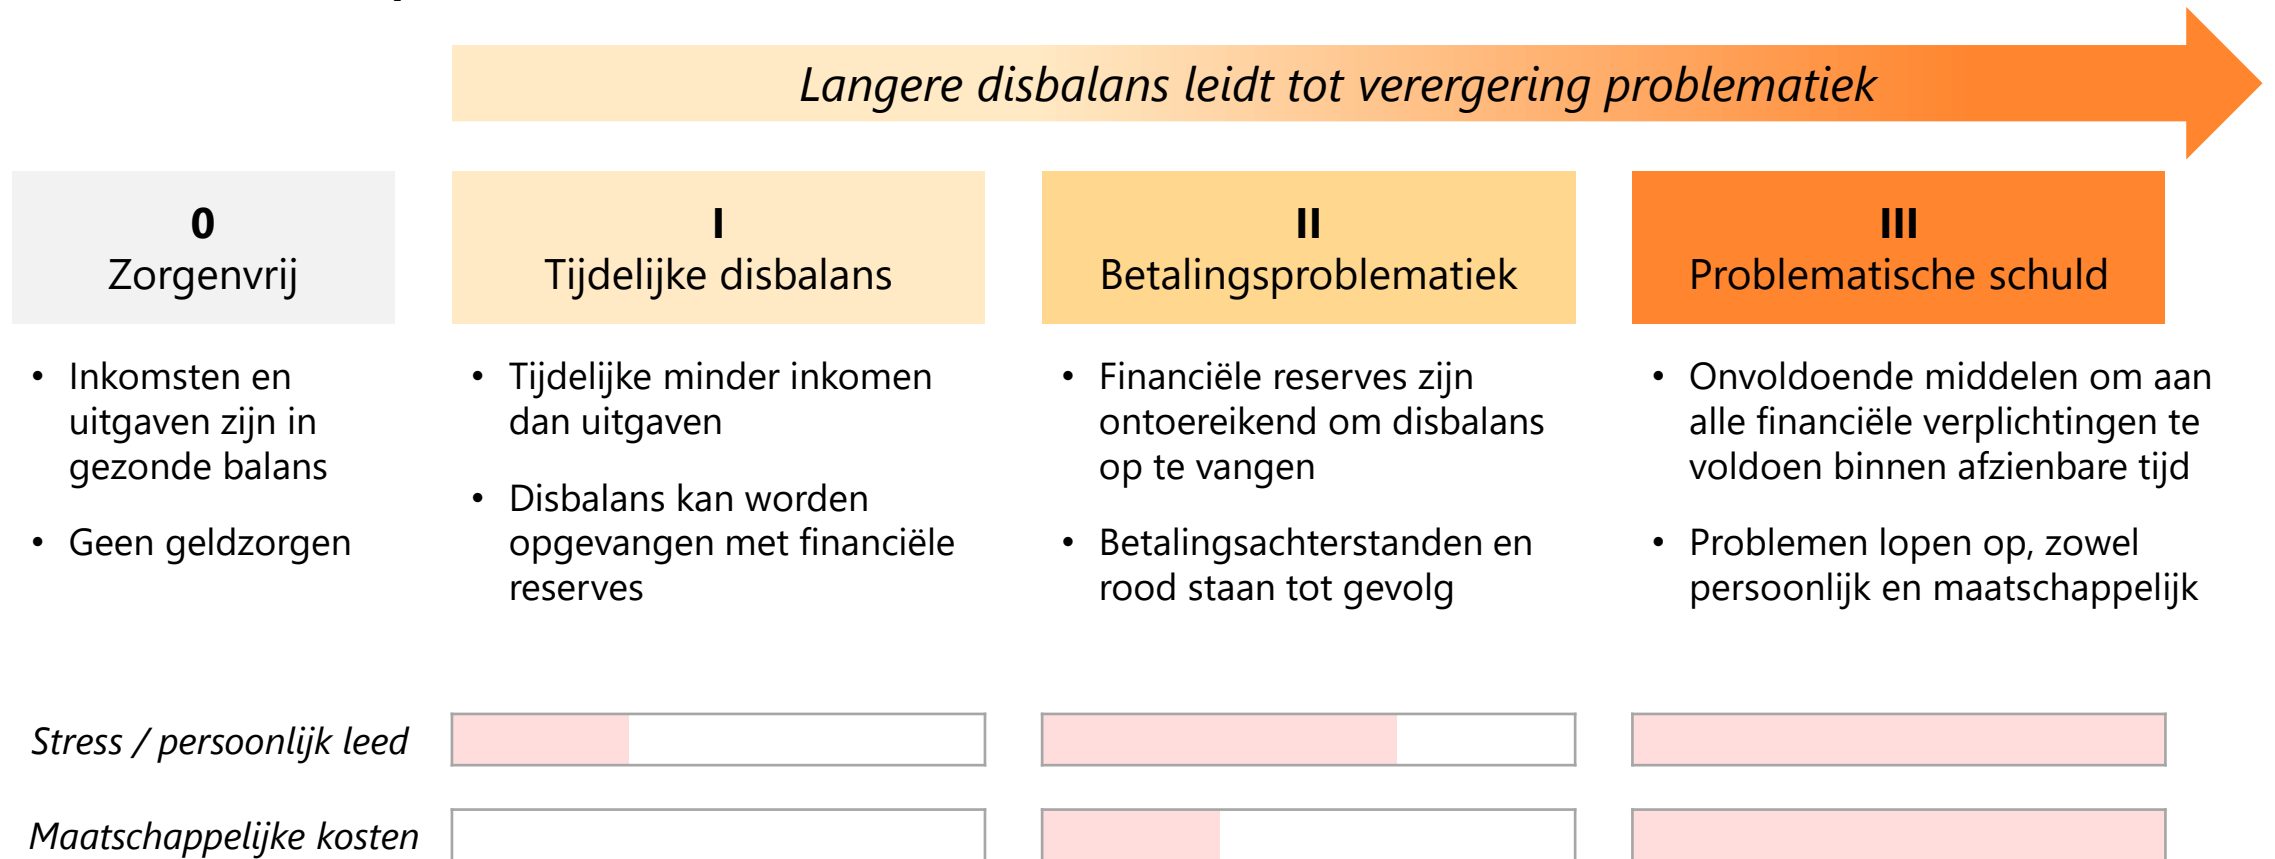 Langere disbalans leidt tot verergering problematiek
0
Zorgenvrij
I
Tijdelijke disbalans
II
Betalingsproblematiek
III
Problematische schuld
• Inkomsten en
uitgaven zijn in
gezonde balans
• Geen geldzorgen
• Tijdelijke minder inkomen
dan uitgaven
• Disbalans kan worden
opgevangen met financiële
reserves
• Financiële reserves zijn
ontoereikend om disbalans
op te vangen
• Betalingsachterstanden en
rood staan tot gevolg
• Onvoldoende middelen om aan
alle financiële verplichtingen te
voldoen binnen afzienbare tijd
• Problemen lopen op, zowel
persoonlijk en maatschappelijk
Stress / persoonlijk leed
Maatschappelijke kosten